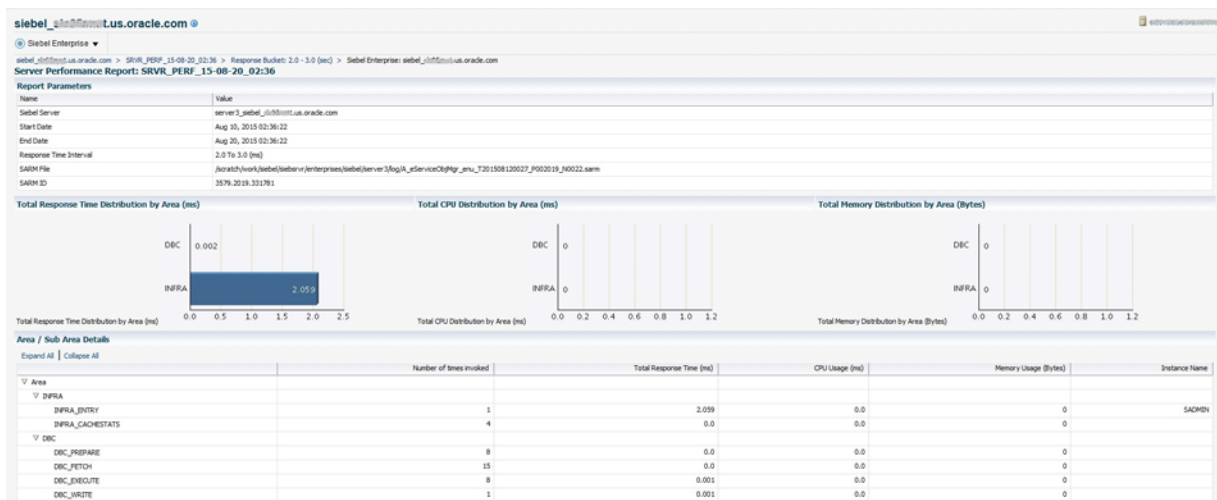 siebel_ t.us.oracle.com
Siebel Enterprise
siebel_ .us.oracle.com > SRVR_PERF_15-08-20_02:36 > Response Bucket: 2.0 - 3.0 (sec) > Siebel Enterprise: siebel_ .us.oracle.com
Server Performance Report: SRVR_PERF_15-08-20_02:36
Report Parameters
Name Value
Siebel Server server3_siebel_ .us.oracle.com
Start Date Aug 10, 2015 02:36:22
End Date Aug 20, 2015 02:36:22
Response Time Interval 2.0 To 3.0 (ms)
SARM File /scratch/work/siebel/siebsrvr/enterprises/siebel/server3/log/A_eServiceObjMgr_enu_T201508120027_P002019_N0022.sarm
SARM ID 3579.2019.331781
Total Response Time Distribution by Area (ms) Total CPU Distribution by Area (ms) Total Memory Distribution by Area (Bytes)
DBC 0.002 DBC 0 DBC 0
INFRA 2.059 INFRA 0 INFRA 0
0.0 0.5 1.0 1.5 2.0 2.5 0.0 0.2 0.4 0.6 0.8 1.0 1.2 0.0 0.2 0.4 0.6 0.8 1.0 1.2
Total Response Time Distribution by Area (ms) Total CPU Distribution by Area (ms) Total Memory Distribution by Area (Bytes)
Area / Sub Area Details
Expand All | Collapse All
Number of times invoked Total Response Time (ms) CPU Usage (ms) Memory Usage (Bytes) Instance Name
Area
INFRA
INFRA_ENTRY 1 2.059 0.0 0 SADMIN
INFRA_CACHESTATS 4 0.0 0.0 0
DBC
DBC_PREPARE 8 0.0 0.0 0
DBC_FETCH 15 0.0 0.0 0
DBC_EXECUTE 8 0.001 0.0 0
DBC_WRITE 1 0.001 0.0 0